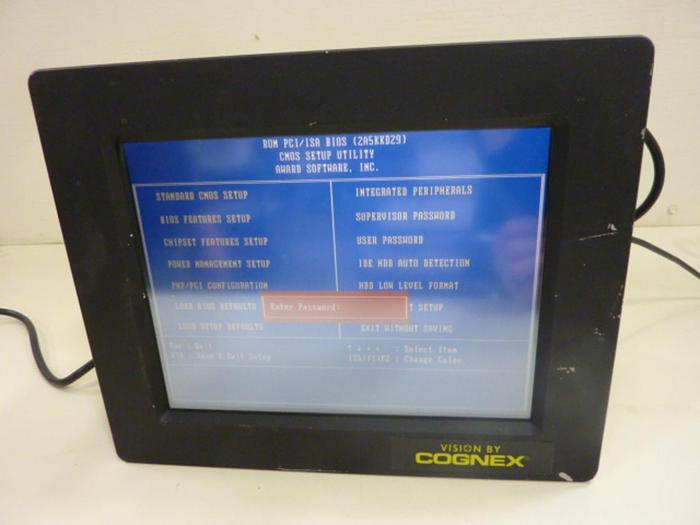 ROM PCI/ISA BIOS (2A5KKD29)
CMOS SETUP UTILITY
AWARD SOFTWARE, INC.
STANDARD CMOS SETUP
BIOS FEATURES SETUP
CHIPSET FEATURES SETUP
POWER MANAGEMENT SETUP
PNP/PCI CONFIGURATION
LOAD BIOS DEFAULTS
LOAD SETUP DEFAULTS
INTEGRATED PERIPHERALS
SUPERVISOR PASSWORD
USER PASSWORD
IDE HDD AUTO DETECTION
HDD LOW LEVEL FORMAT
T SETUP
EXIT WITHOUT SAVING
Enter Password:
Esc : Quit
F10 : Save & Exit Setup
↑ ↓ → ← : Select Item
(Shift)F2 : Change Color
VISION BY
COGNEX